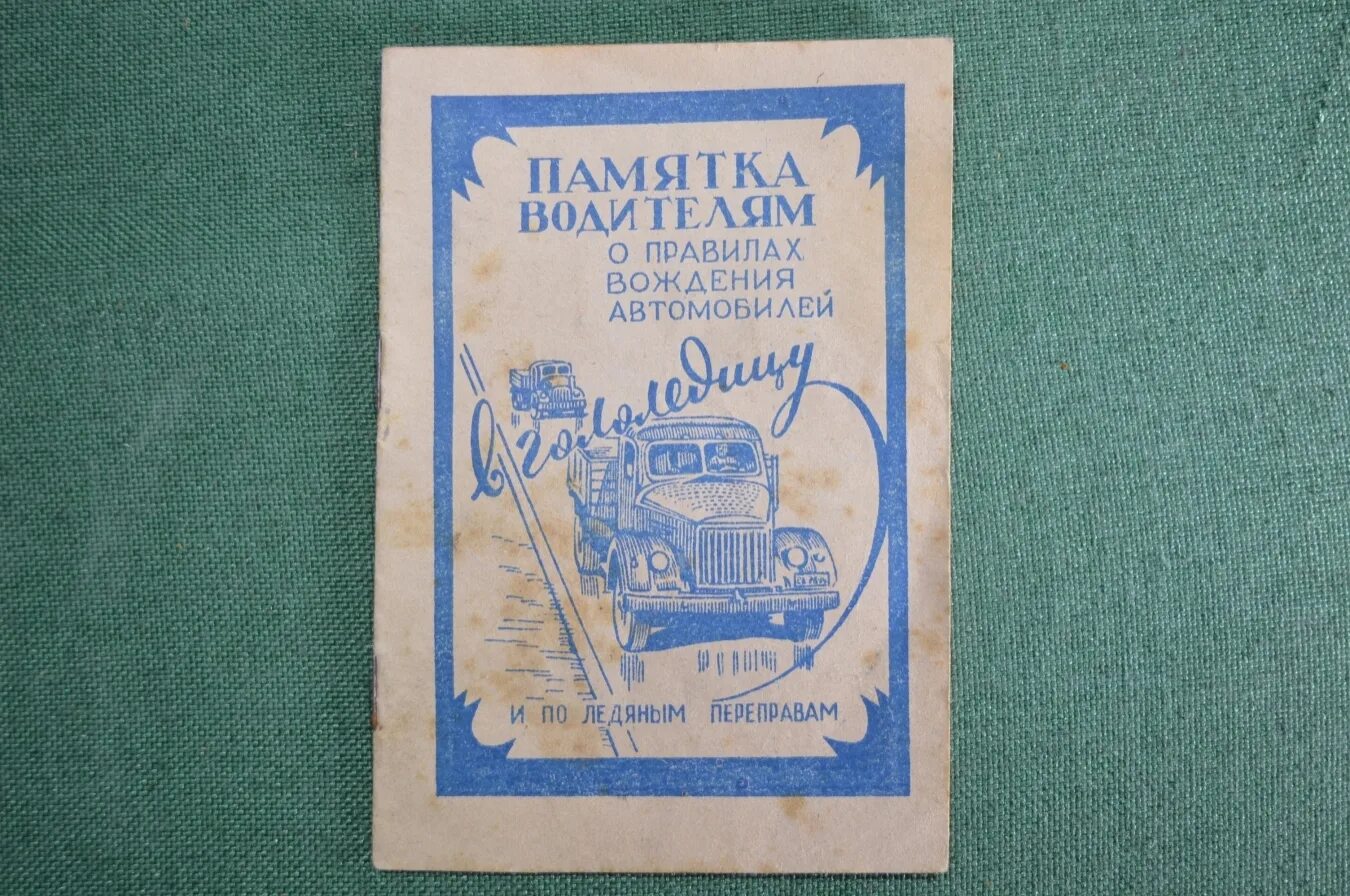 ПАМЯТКА
ВОДИТЕЛЯМ
О ПРАВИЛАХ
ВОЖДЕНИЯ
АВТОМОБИЛЕЙ
в гололедицу
И ПО ЛЕДЯНЫМ ПЕРЕПРАВАМ